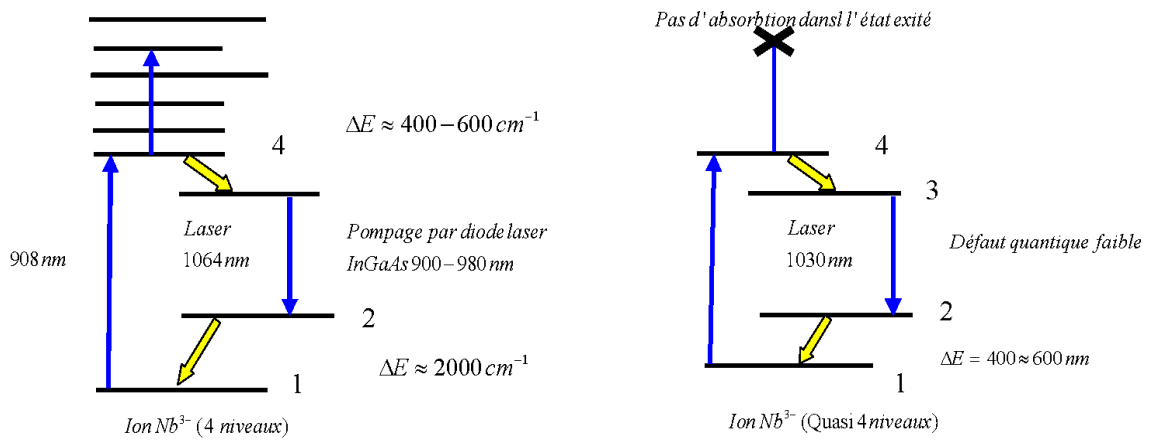 4
ΔE ≈ 400 – 600 cm⁻¹
Laser
1064 nm
908 nm
Pompage par diode laser
InGaAs 900 – 980 nm
2
ΔE ≈ 2000 cm⁻¹
1
Ion Nb³⁻ (4 niveaux)
Pas d'absorbtion dansl l'état exité
4
3
Laser
1030 nm
Défaut quantique faible
2
ΔE = 400 ≈ 600 nm
1
Ion Nb³⁻ (Quasi 4 niveaux)